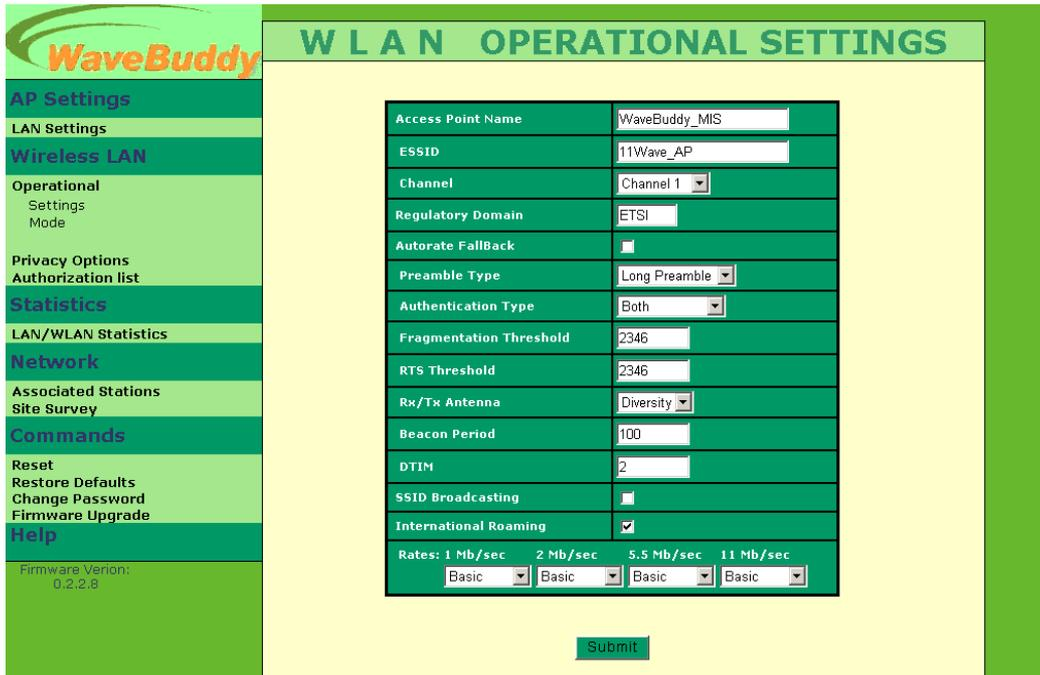 WaveBuddy
AP Settings
LAN Settings
Wireless LAN
Operational
Settings
Mode
Privacy Options
Authorization list
Statistics
LAN/WLAN Statistics
Network
Associated Stations
Site Survey
Commands
Reset
Restore Defaults
Change Password
Firmware Upgrade
Help
Firmware Verion:
0.2.2.8
WLAN OPERATIONAL SETTINGS
Access Point Name WaveBuddy_MIS
ESSID 11Wave_AP
Channel Channel 1
Regulatory Domain ETSI
Autorate FallBack
Preamble Type Long Preamble
Authentication Type Both
Fragmentation Threshold 2346
RTS Threshold 2346
Rx/Tx Antenna Diversity
Beacon Period 100
DTIM 2
SSID Broadcasting
International Roaming
Rates: 1 Mb/sec 2 Mb/sec 5.5 Mb/sec 11 Mb/sec
Basic Basic Basic Basic
Submit